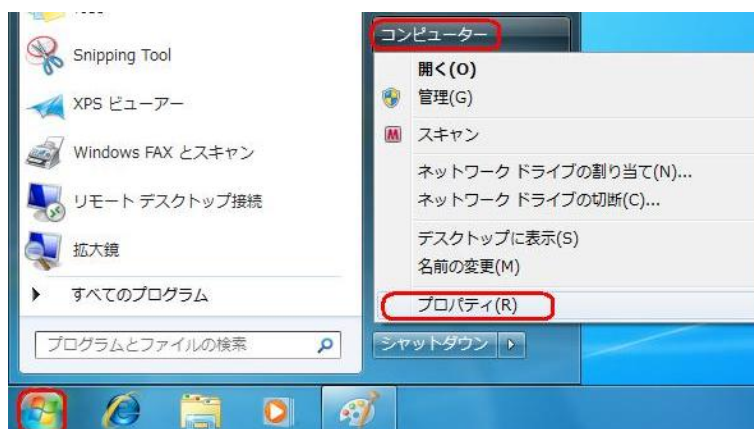 Snipping Tool
XPS ビューアー
Windows FAX とスキャン
リモート デスクトップ接続
拡大鏡
すべてのプログラム
プログラムとファイルの検索
コンピューター
開く(O)
管理(G)
スキャン
ネットワーク ドライブの割り当て(N)...
ネットワーク ドライブの切断(C)...
デスクトップに表示(S)
名前の変更(M)
プロパティ(R)
シャットダウン